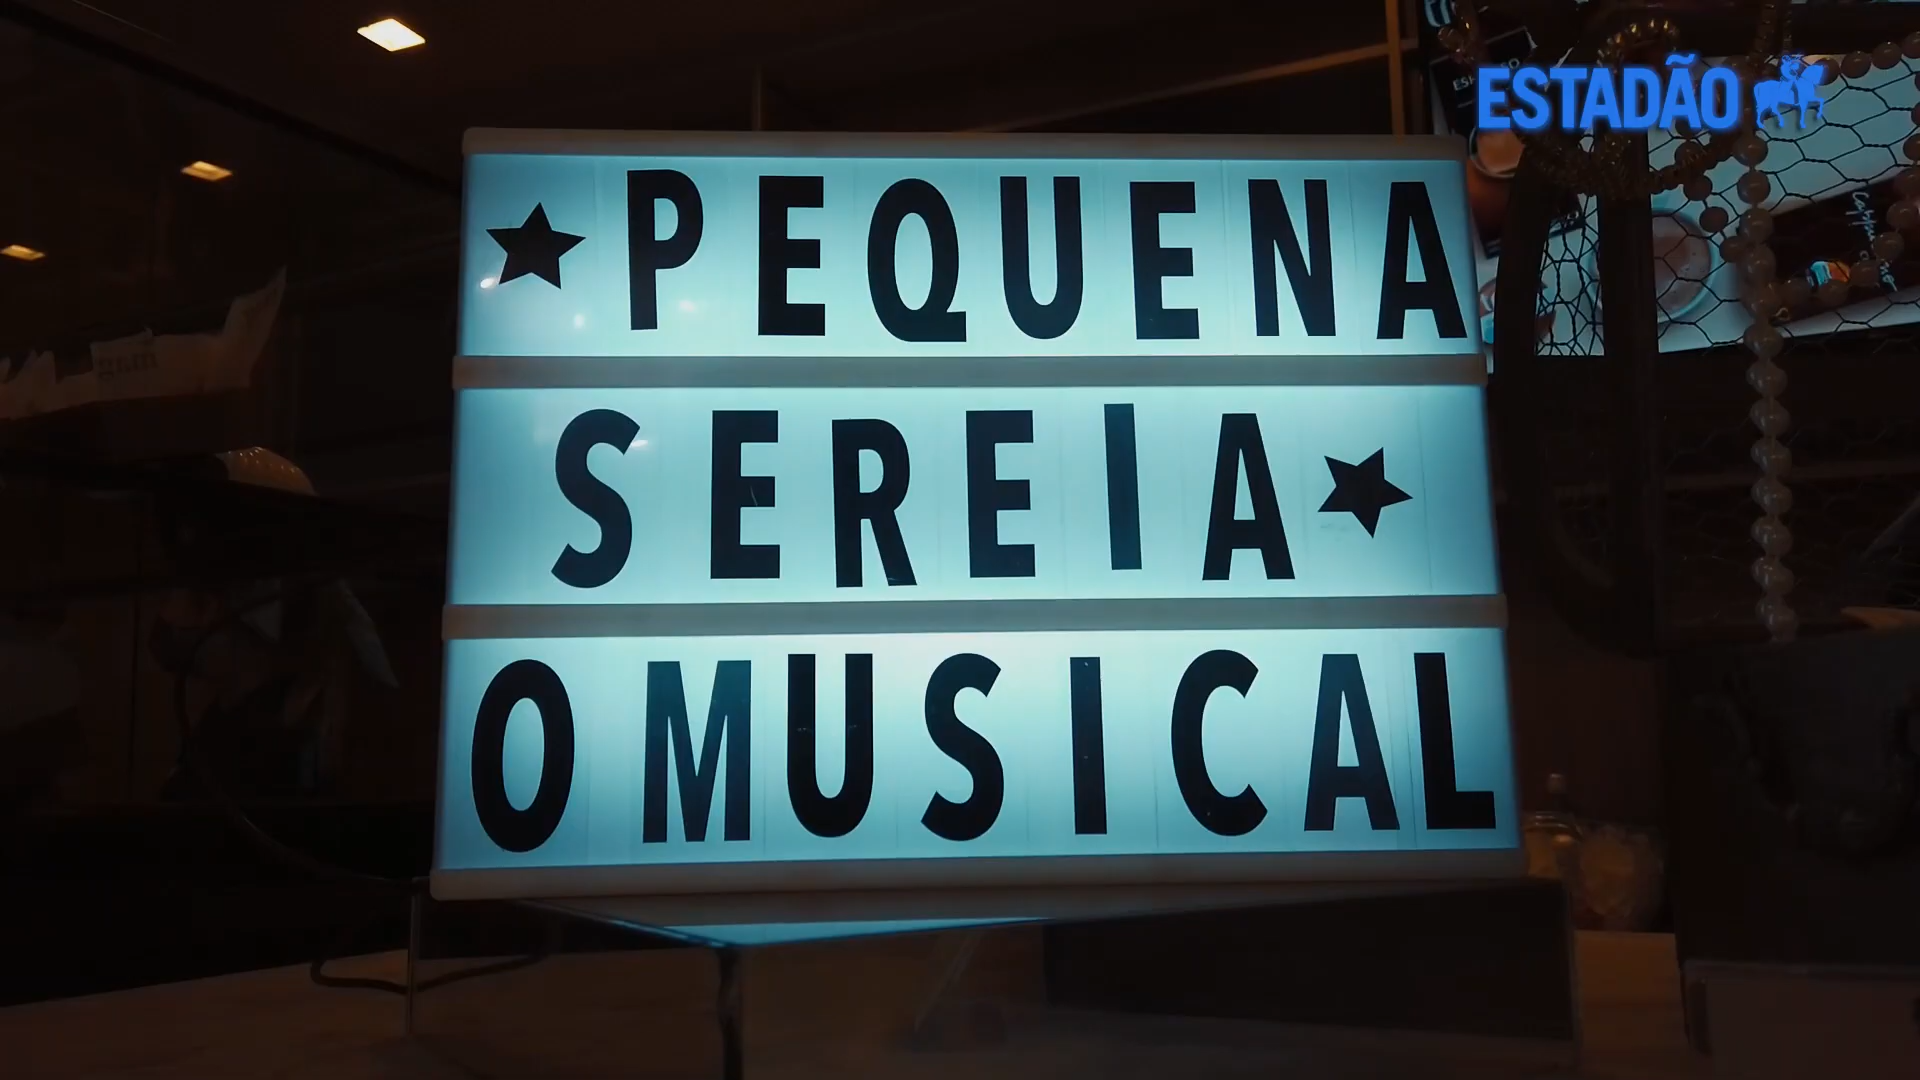 ESTADÃO
★ PEQUENA
SEREIA ★
O MUSICAL